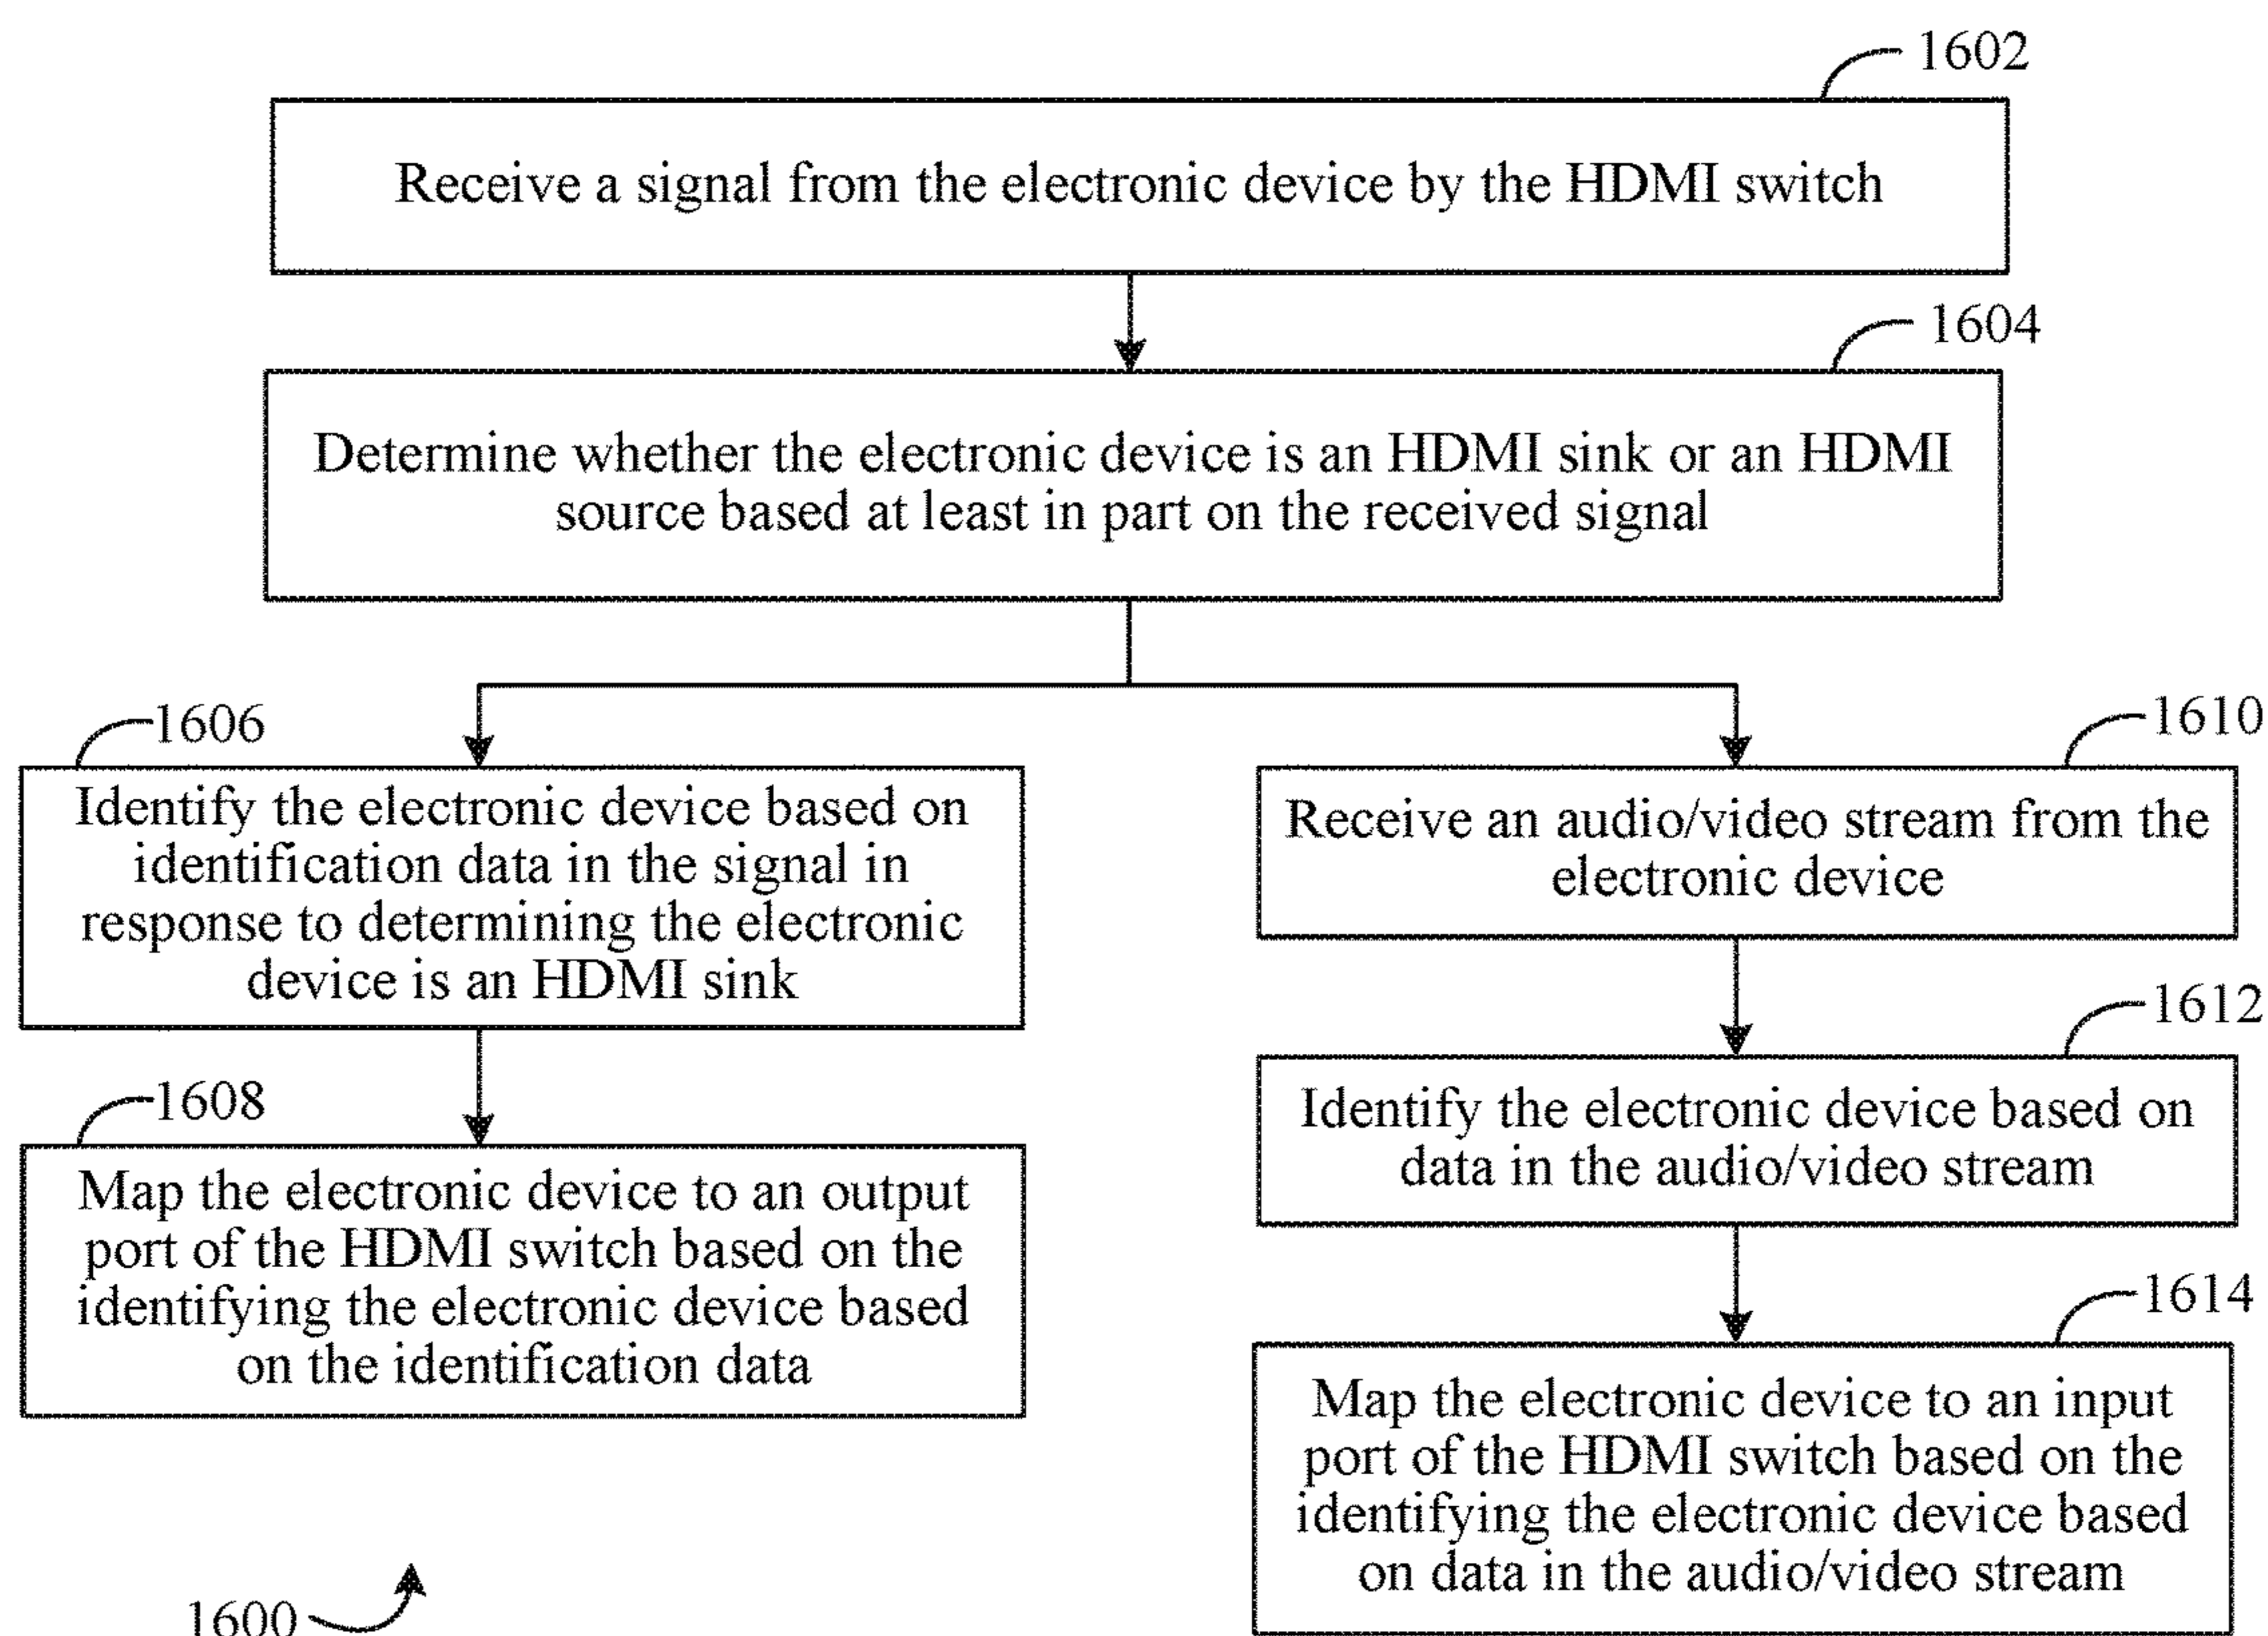 1602
Receive a signal from the electronic device by the HDMI switch
1604
Determine whether the electronic device is an HDMI sink or an HDMI
source based at least in part on the received signal
1606
Identify the electronic device based on
identification data in the signal in
response to determining the electronic
device is an HDMI sink
1608
Map the electronic device to an output
port of the HDMI switch based on the
identifying the electronic device based
on the identification data
1610
Receive an audio/video stream from the
electronic device
1612
Identify the electronic device based on
data in the audio/video stream
1614
Map the electronic device to an input
port of the HDMI switch based on the
identifying the electronic device based
on data in the audio/video stream
1600